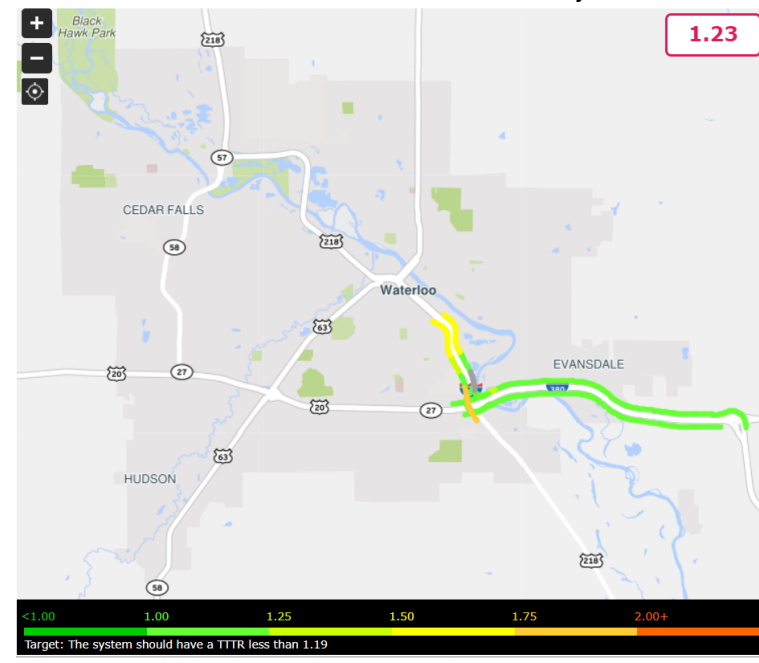 +
Black
Hawk Park
218
1.23
−
57
CEDAR FALLS
218
58
Waterloo
63
EVANSDALE
20
27
380
20
27
63
HUDSON
218
58
<1.00 1.00 1.25 1.50 1.75 2.00+
Target: The system should have a TTTR less than 1.19